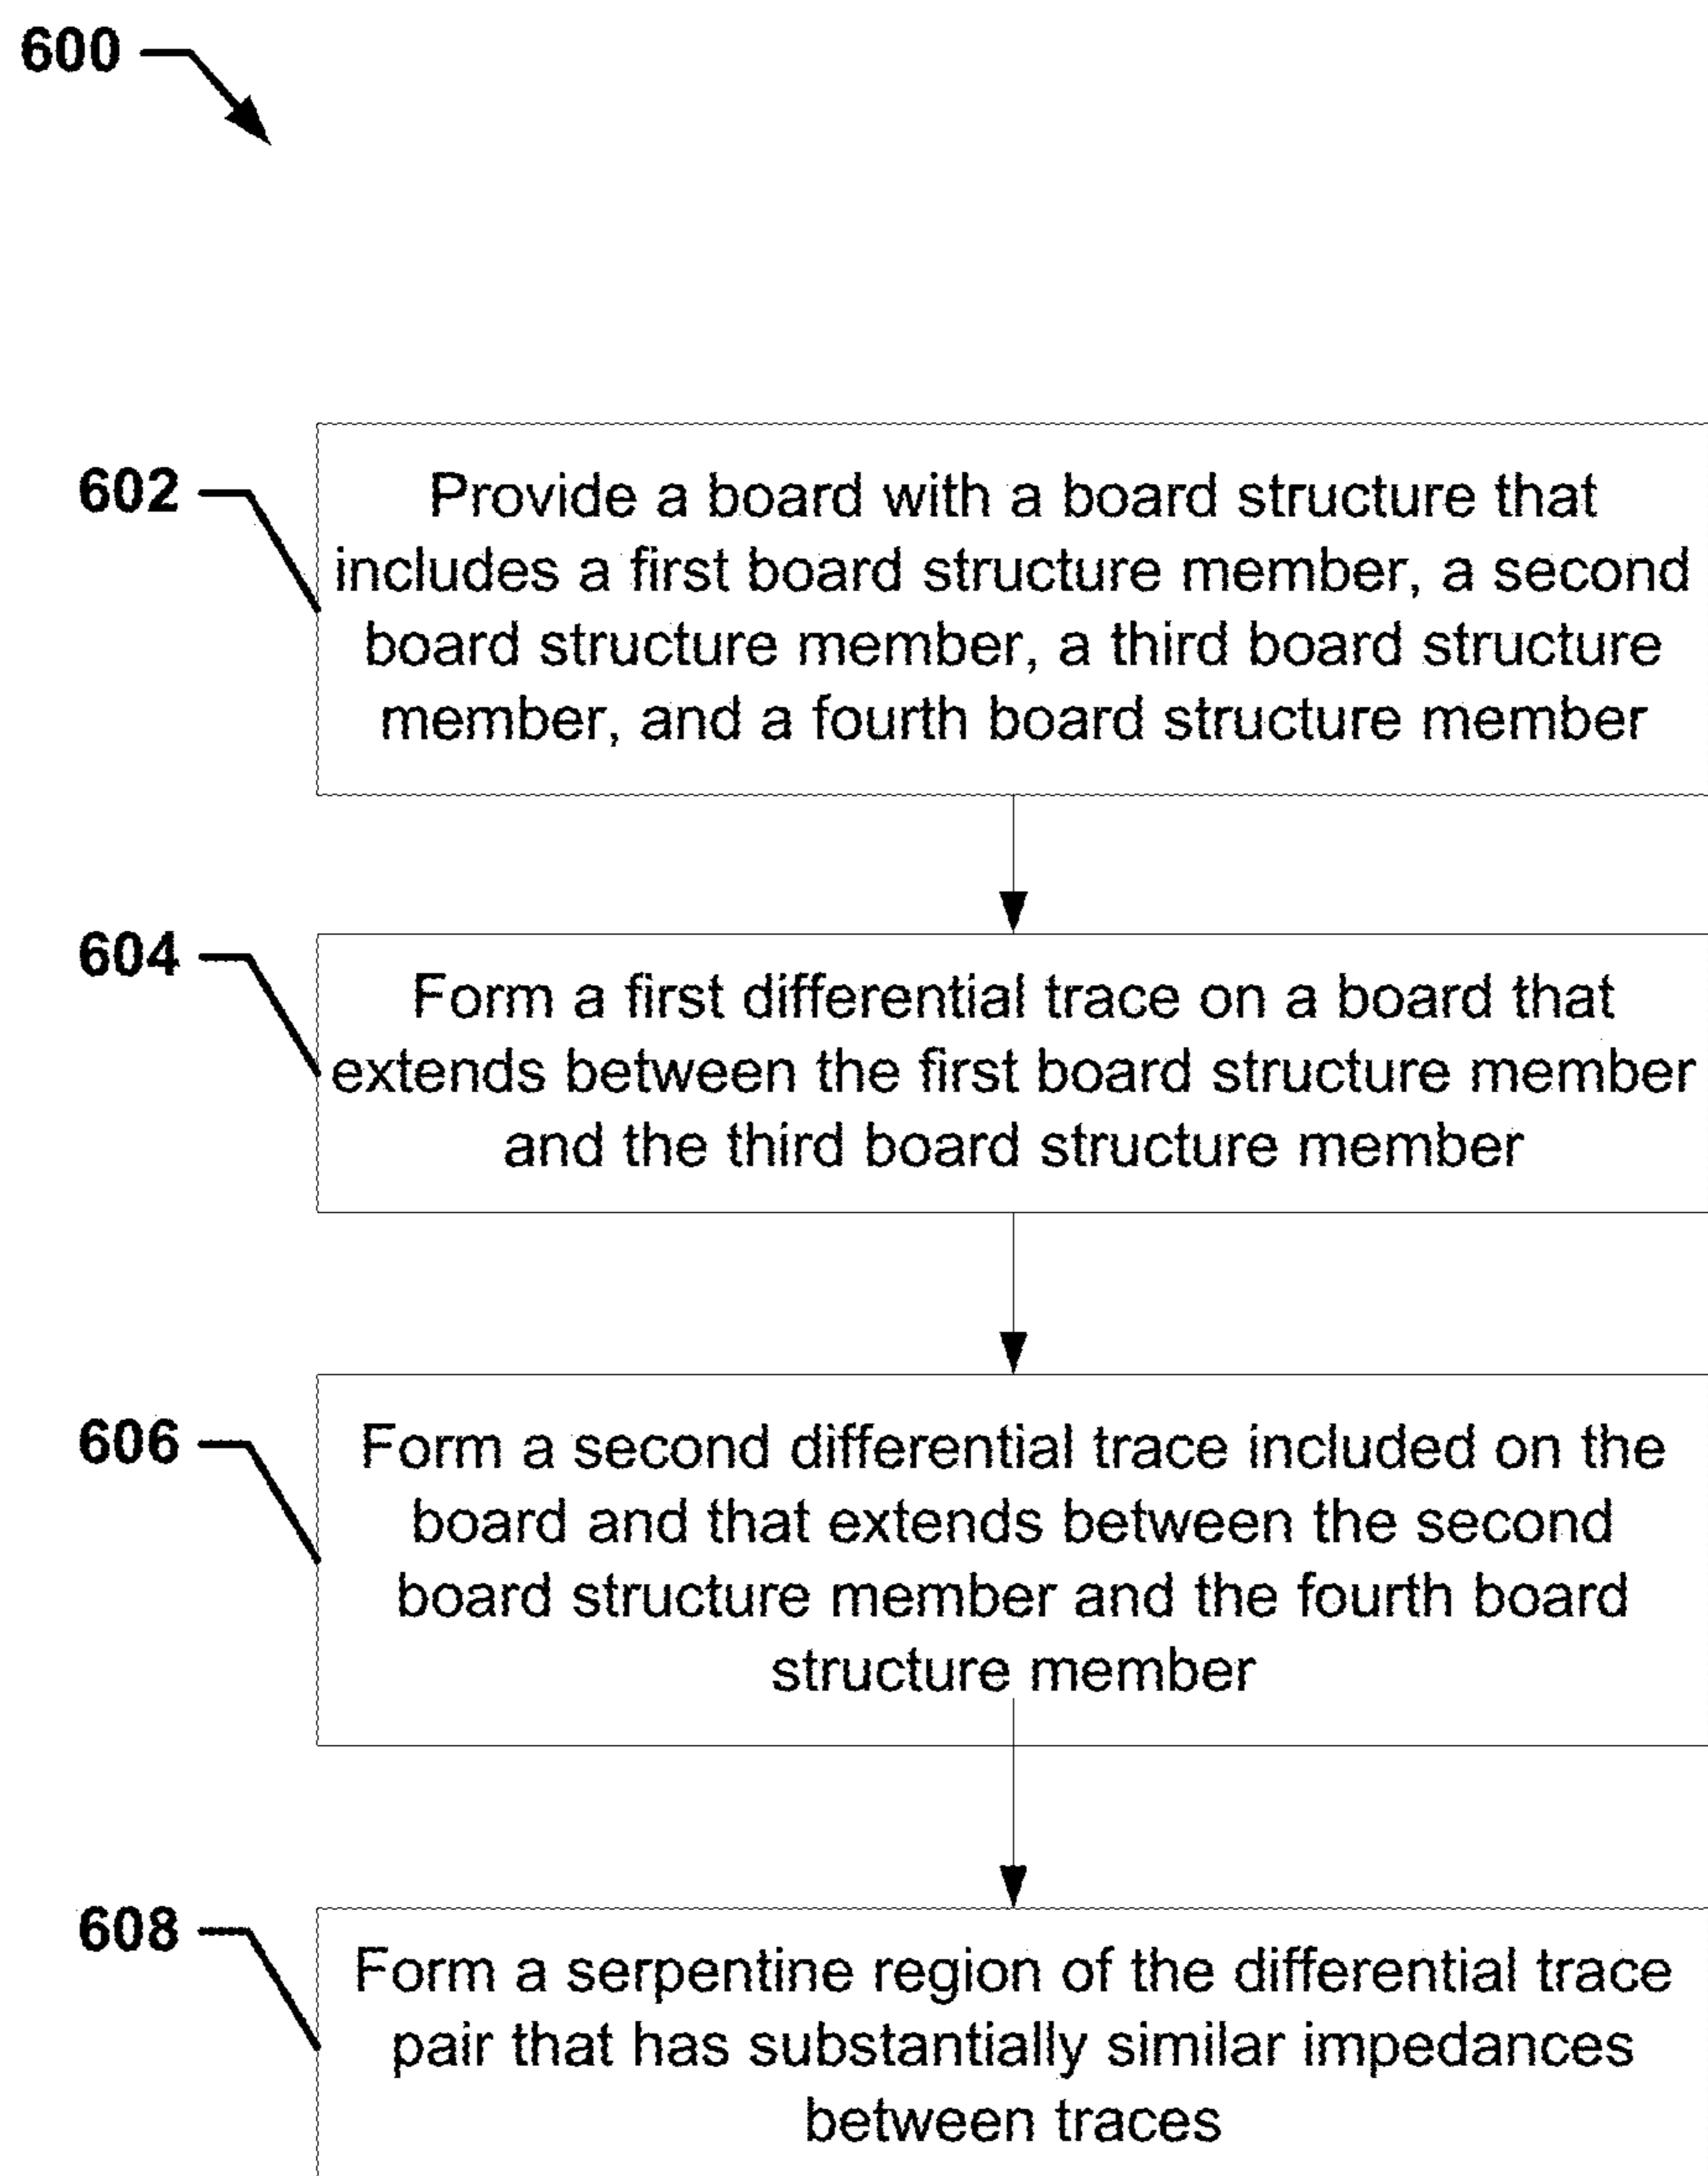 600
602
Provide a board with a board structure that
includes a first board structure member, a second
board structure member, a third board structure
member, and a fourth board structure member
604
Form a first differential trace on a board that
extends between the first board structure member
and the third board structure member
606
Form a second differential trace included on the
board and that extends between the second
board structure member and the fourth board
structure member
608
Form a serpentine region of the differential trace
pair that has substantially similar impedances
between traces